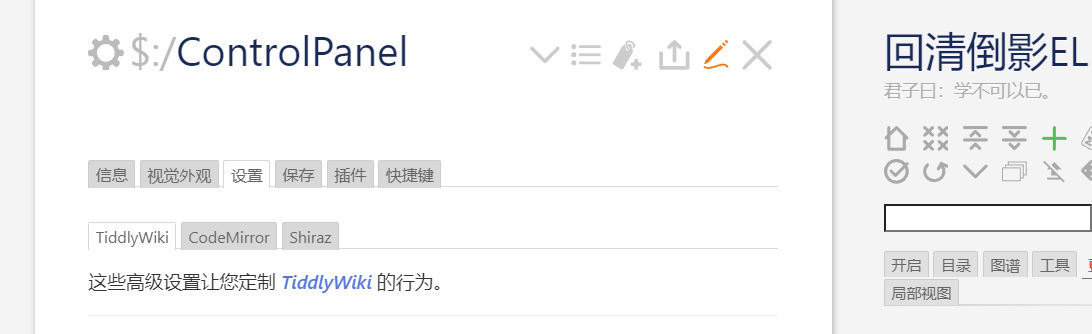 $:/ControlPanel
信息 视觉外观 设置 保存 插件 快捷键
TiddlyWiki CodeMirror Shiraz
这些高级设置让您定制 TiddlyWiki 的行为。
回清倒影EL
君子曰：学不可以已。
开启 目录 图谱 工具
局部视图